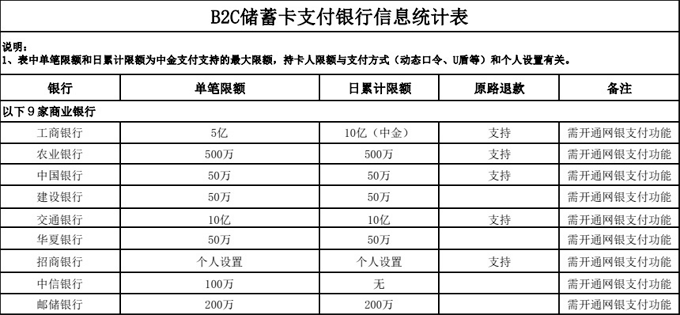 B2C储蓄卡支付银行信息统计表
说明:
1、表中单笔限额和日累计限额为中金支付支持的最大限额，持卡人限额与支付方式（动态口令、U盾等）和个人设置有关。
银行 单笔限额 日累计限额 原路退款 备注
以下９家商业银行
工商银行 5亿 10亿（中金） 支持 需开通网银支付功能
农业银行 500万 500万 支持 需开通网银支付功能
中国银行 50万 50万 支持 需开通网银支付功能
建设银行 50万 50万 需开通网银支付功能
交通银行 10亿 10亿 支持 需开通网银支付功能
华夏银行 50万 50万 需开通网银支付功能
招商银行 个人设置 个人设置 支持 需开通网银支付功能
中信银行 100万 无 需开通网银支付功能
邮储银行 200万 200万 需开通网银支付功能